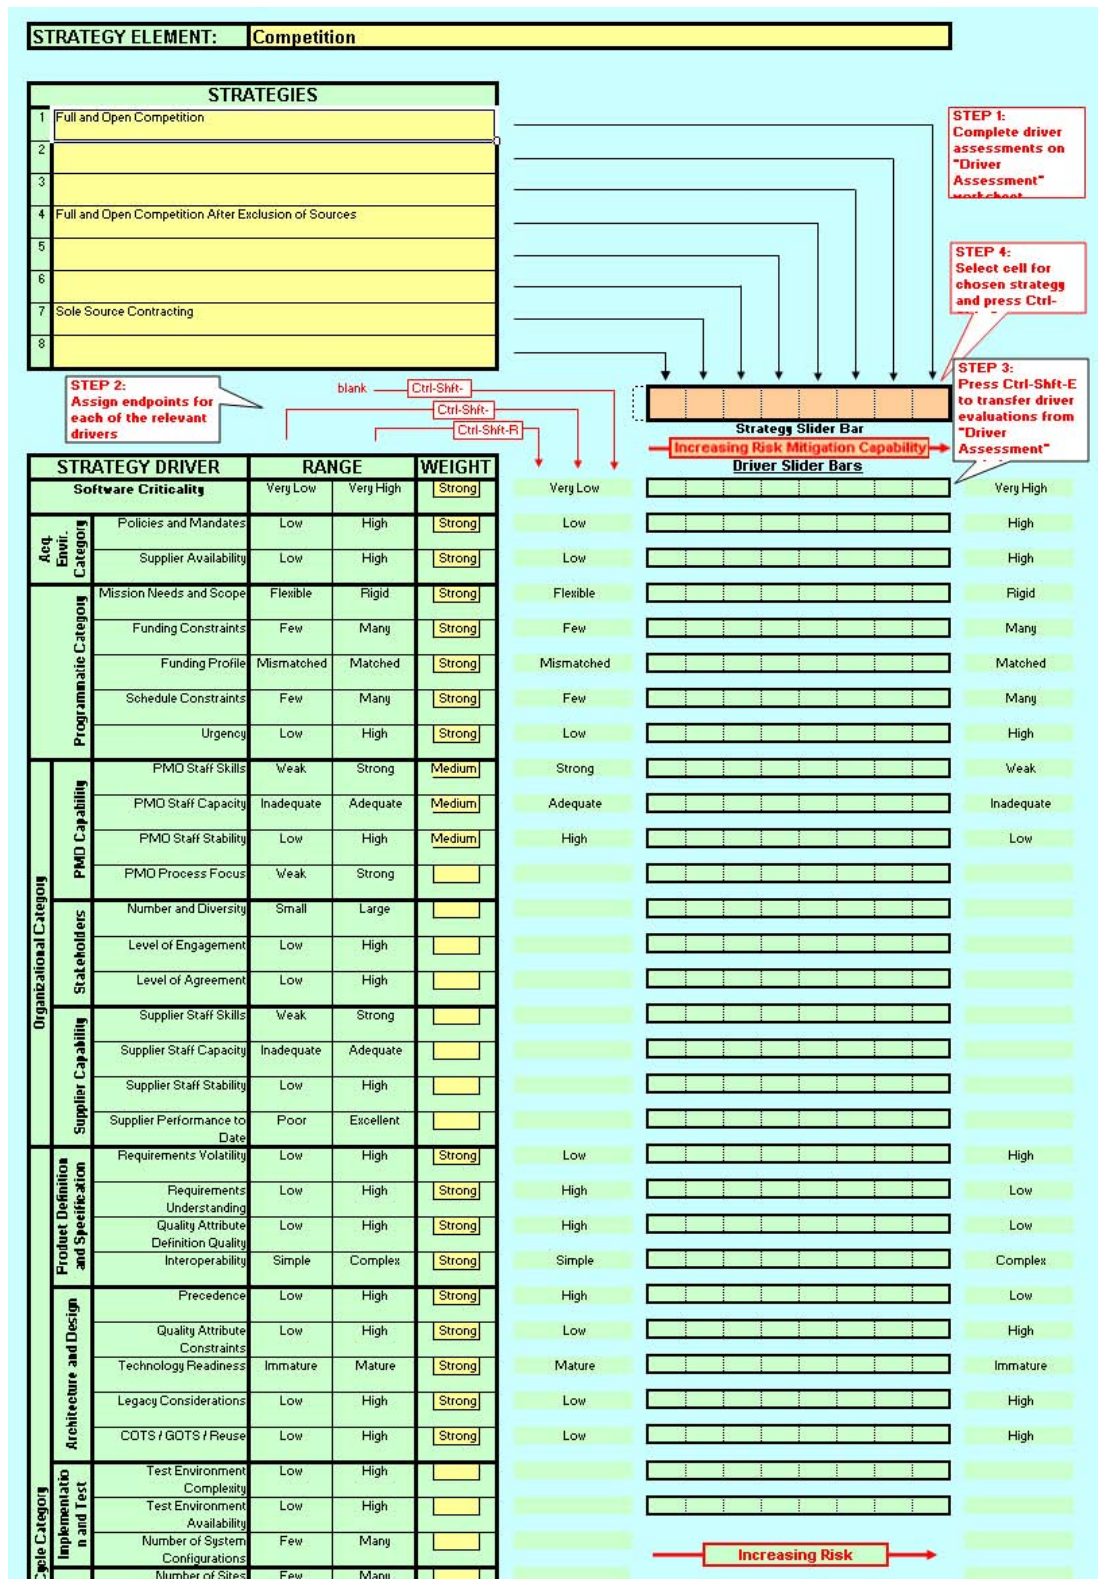 STRATEGY ELEMENT: Competition
STRATEGIES
1 Full and Open Competition
2
3
4 Full and Open Competition After Exclusion of Sources
5
6
7 Sole Source Contracting
8
STEP 1:
Complete driver
assessments on
"Driver
Assessment"
worksheet
STEP 4:
Select cell for
chosen strategy
and press Ctrl-
STEP 2:
Assign endpoints for
each of the relevant
drivers
blank Ctrl-Shft-
Ctrl-Shft-
Ctrl-Shft-R
STEP 3:
Press Ctrl-Shft-E
to transfer driver
evaluations from
"Driver
Assessment"
Strategy Slider Bar
Increasing Risk Mitigation Capability
Driver Slider Bars
STRATEGY DRIVER RANGE WEIGHT
Software Criticality Very Low Very High Strong Very Low Very High
Acq.
Envir.
Category
Policies and Mandates Low High Strong Low High
Supplier Availability Low High Strong Low High
Programmatic Category
Mission Needs and Scope Flexible Rigid Strong Flexible Rigid
Funding Constraints Few Many Strong Few Many
Funding Profile Mismatched Matched Strong Mismatched Matched
Schedule Constraints Few Many Strong Few Many
Urgency Low High Strong Low High
Organizational Category
PMO Capability
PMO Staff Skills Weak Strong Medium Strong Weak
PMO Staff Capacity Inadequate Adequate Medium Adequate Inadequate
PMO Staff Stability Low High Medium High Low
PMO Process Focus Weak Strong
Stakeholders
Number and Diversity Small Large
Level of Engagement Low High
Level of Agreement Low High
Supplier Capability
Supplier Staff Skills Weak Strong
Supplier Staff Capacity Inadequate Adequate
Supplier Staff Stability Low High
Supplier Performance to Poor Excellent
Date
Cycle Category
Product Definition
and Specification
Requirements Volatility Low High Strong Low High
Requirements Low High Strong High Low
Understanding
Quality Attribute Low High Strong High Low
Definition Quality
Interoperability Simple Complex Strong Simple Complex
Architecture and Design
Precedence Low High Strong High Low
Quality Attribute Low High Strong Low High
Constraints
Technology Readiness Immature Mature Strong Mature Immature
Legacy Considerations Low High Strong Low High
COTS / GOTS / Reuse Low High Strong Low High
Implementatio
n and Test
Test Environment Low High
Complexity
Test Environment Low High
Availability
Number of System Few Many
Configurations
Number of Sites Few Many
Increasing Risk